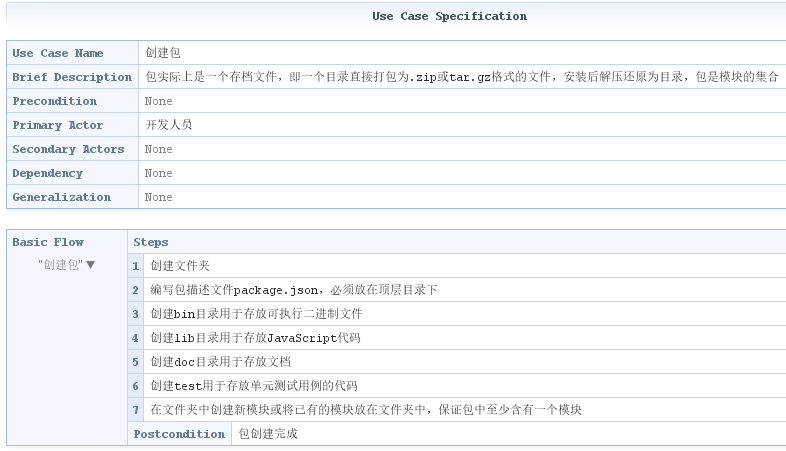 Use Case Specification
Use Case Name 创建包
Brief Description 包实际上是一个存档文件，即一个目录直接打包为.zip或tar.gz格式的文件，安装后解压还原为目录，包是模块的集合
Precondition None
Primary Actor 开发人员
Secondary Actors None
Dependency None
Generalization None
Basic Flow Steps
"创建包"▼ 1 创建文件夹
2 编写包描述文件package.json，必须放在顶层目录下
3 创建bin目录用于存放可执行二进制文件
4 创建lib目录用于存放JavaScript代码
5 创建doc目录用于存放文档
6 创建test用于存放单元测试用例的代码
7 在文件夹中创建新模块或将已有的模块放在文件夹中，保证包中至少含有一个模块
Postcondition 包创建完成